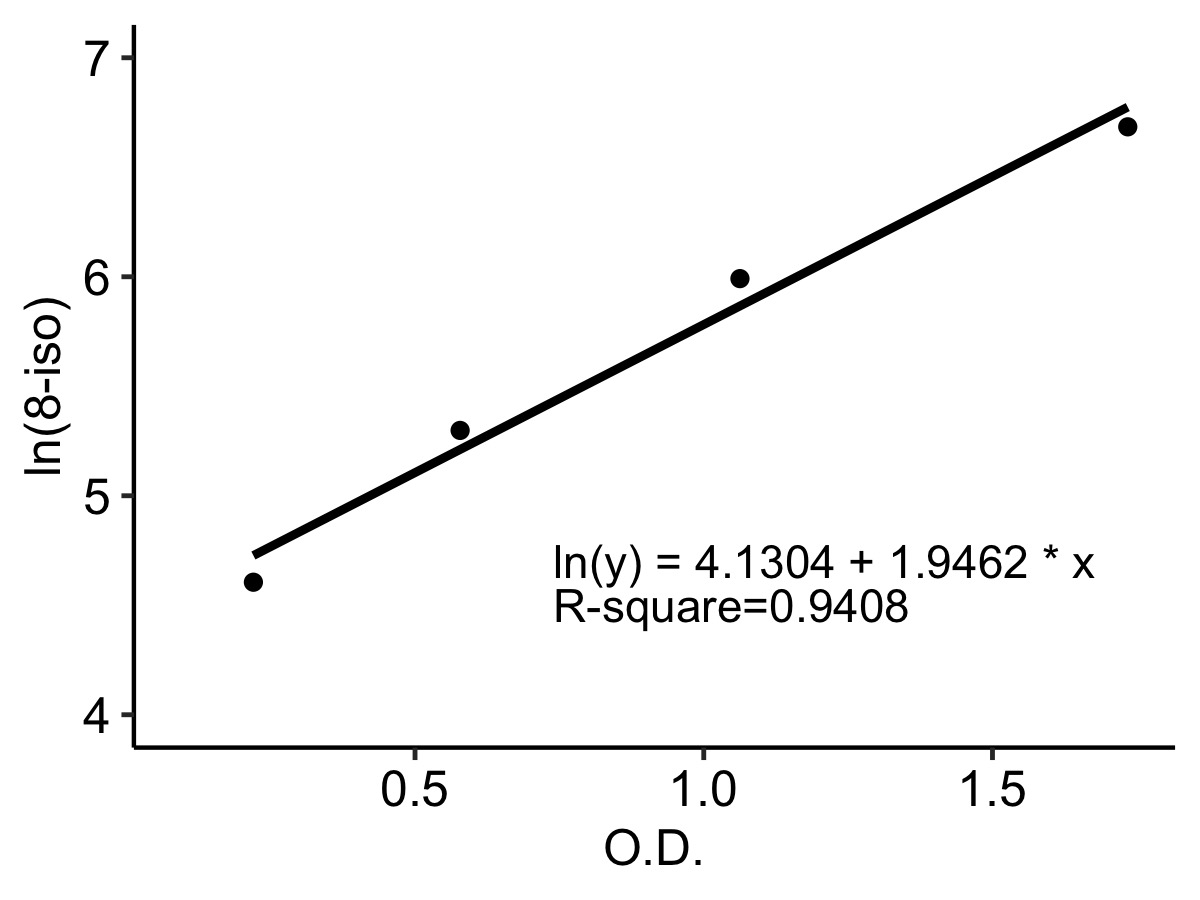 7
6
5
4
ln(8-iso)
ln(y) = 4.1304 + 1.9462 * x
R-square=0.9408
0.5 1.0 1.5
O.D.